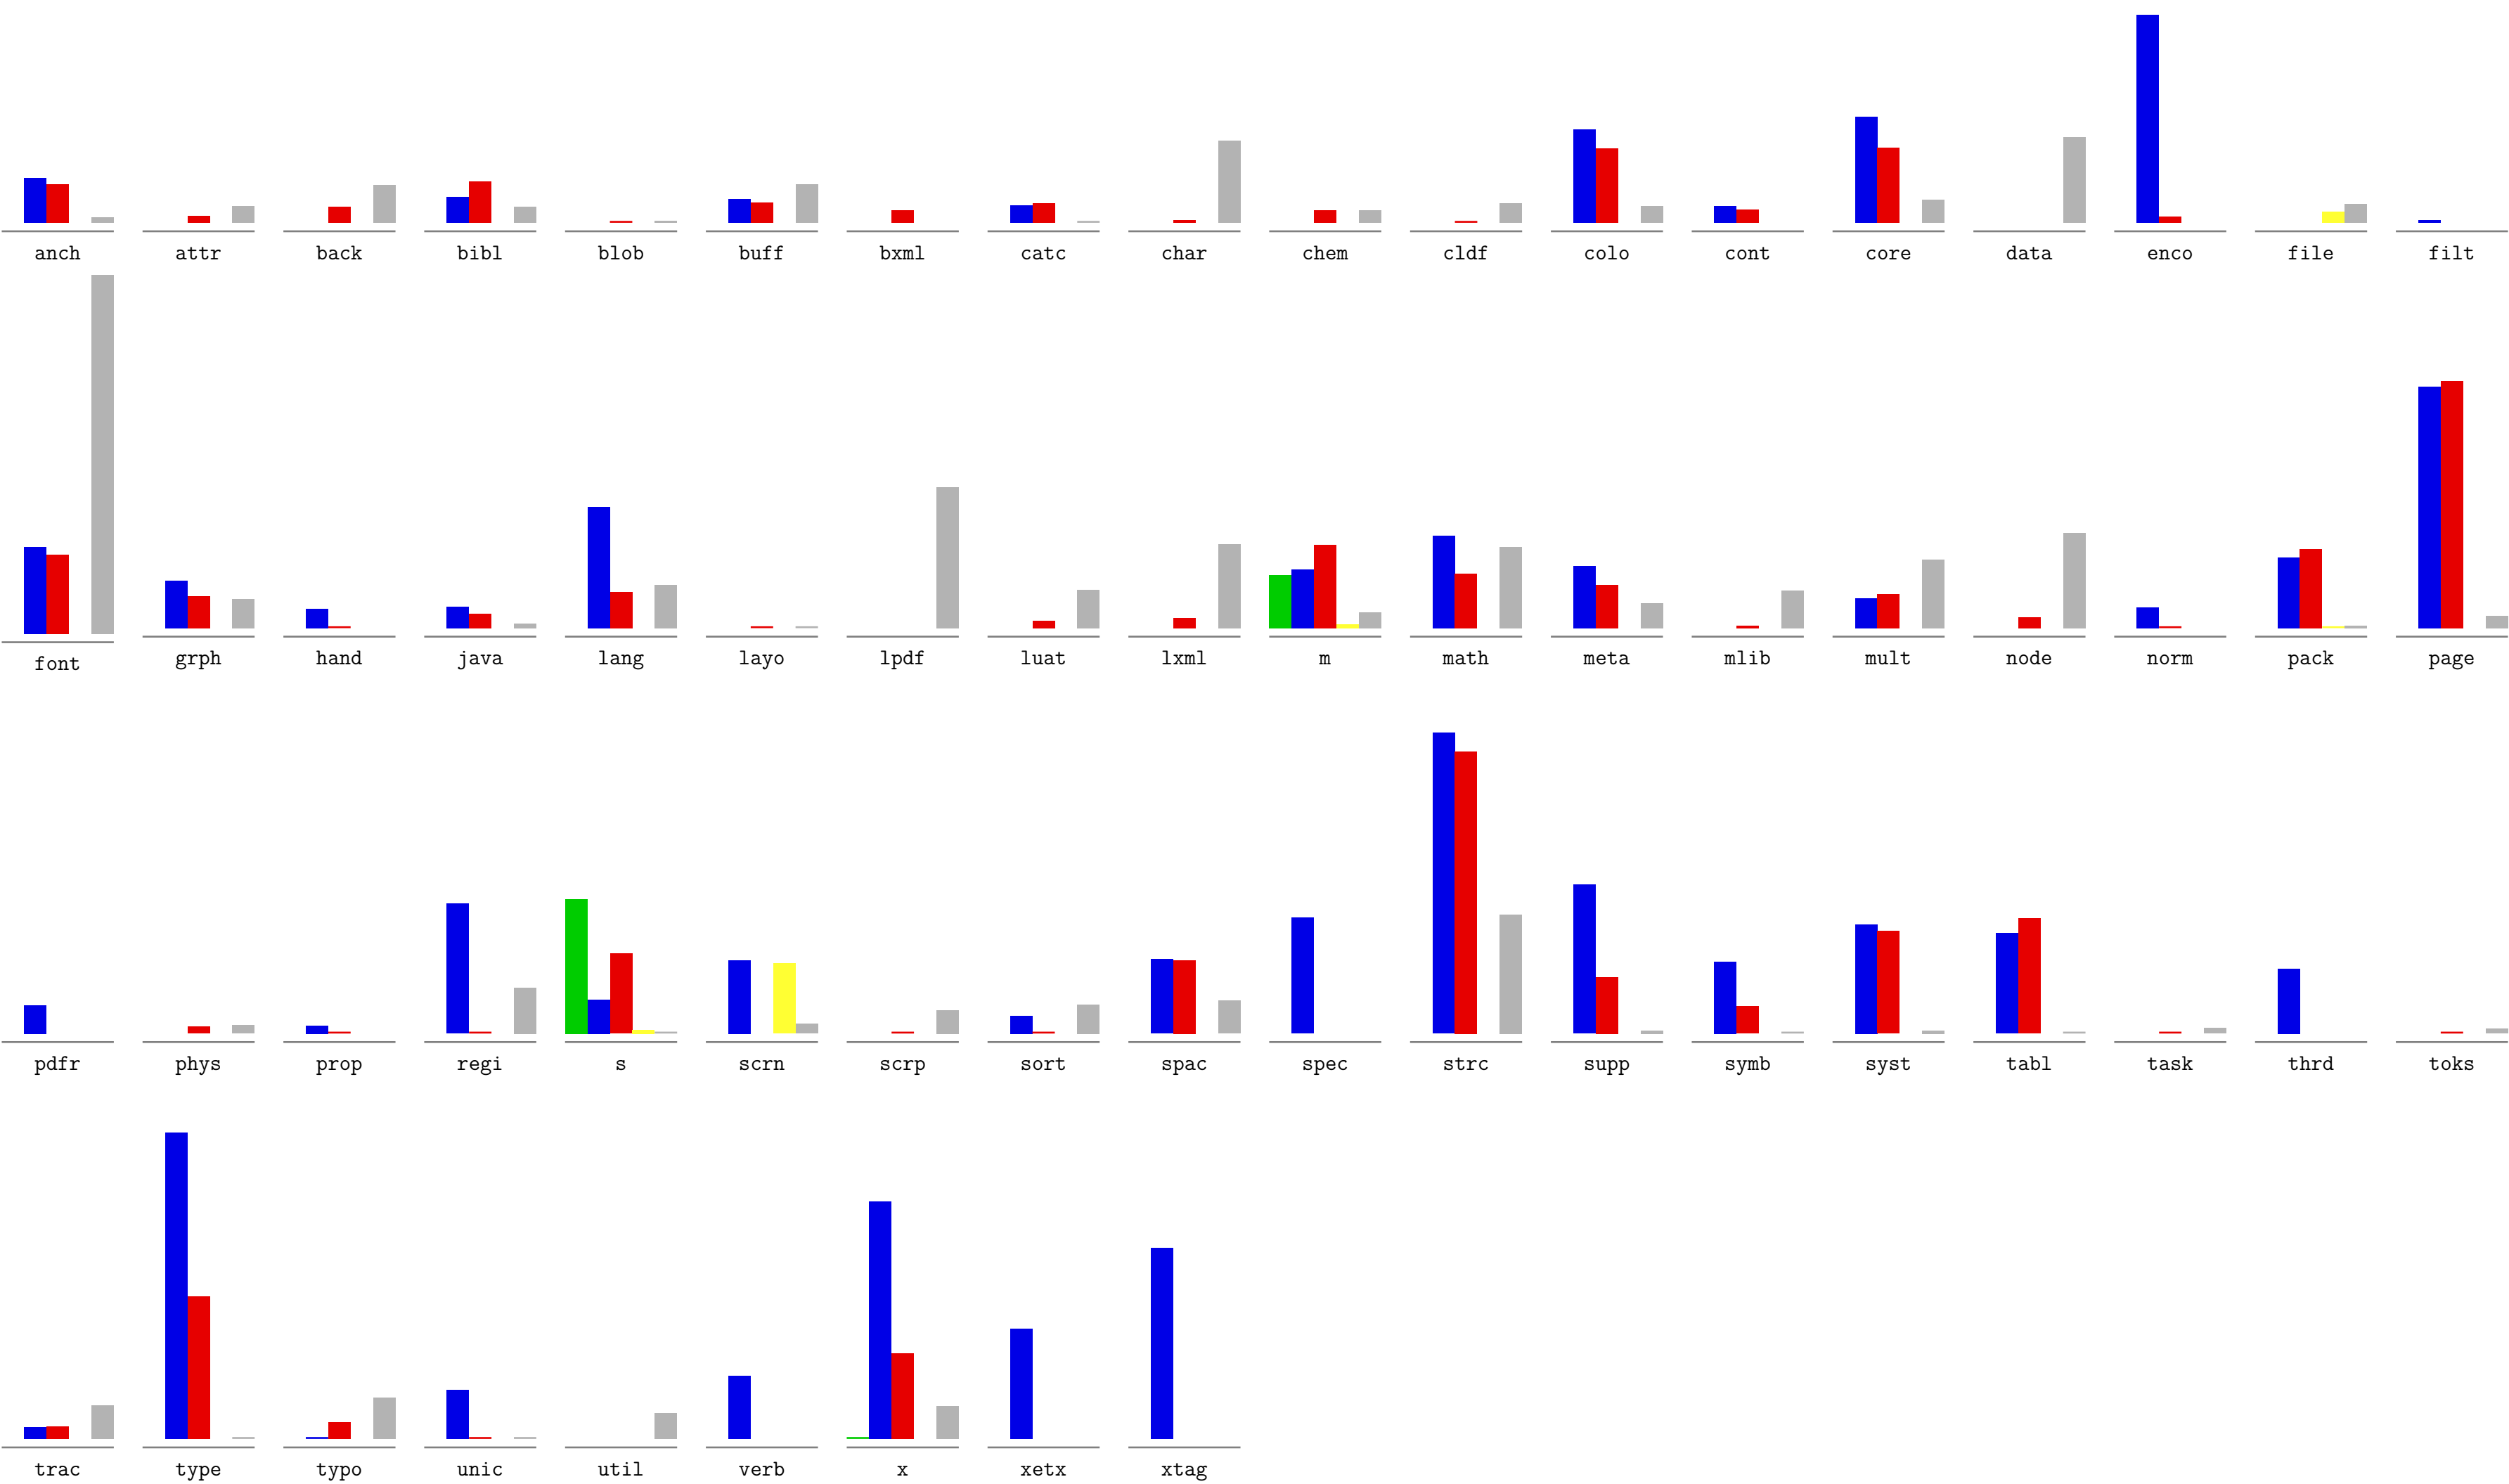 anch attr back bibl blob buff bxml catc char chem cldf colo cont core data enco file filt
font grph hand java lang layo lpdf luat lxml m math meta mlib mult node norm pack page
pdfr phys prop regi s scrn scrp sort spac spec strc supp symb syst tabl task thrd toks
trac type typo unic util verb x xetx xtag